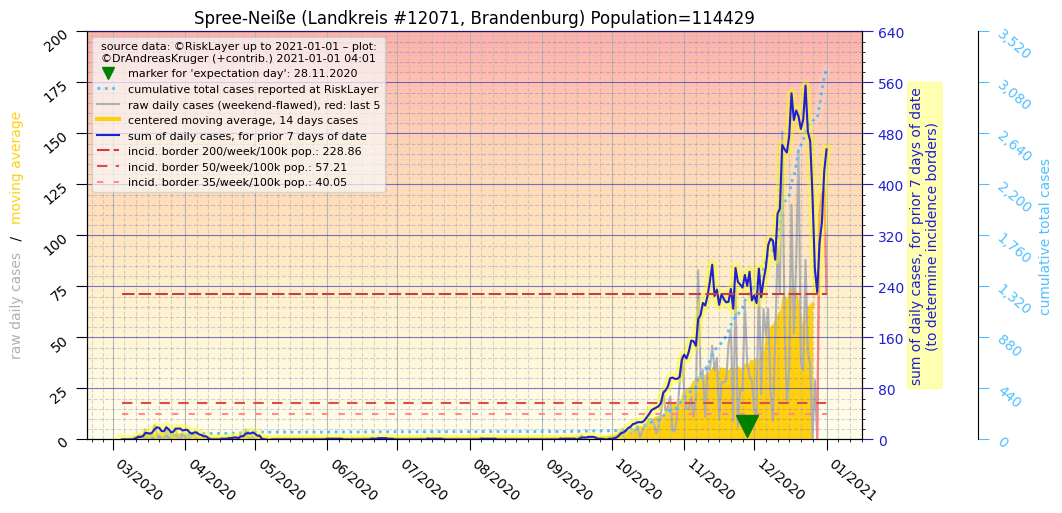 Spree-Neiße (Landkreis #12071, Brandenburg) Population=114429
source data: ©RiskLayer up to 2021-01-01 – plot:
©DrAndreasKruger (+contrib.) 2021-01-01 04:01
marker for 'expectation day': 28.11.2020
cumulative total cases reported at RiskLayer
raw daily cases (weekend-flawed), red: last 5
centered moving average, 14 days cases
sum of daily cases, for prior 7 days of date
incid. border 200/week/100k pop.: 228.86
incid. border 50/week/100k pop.: 57.21
incid. border 35/week/100k pop.: 40.05
raw daily cases / moving average
200
175
150
125
100
75
50
25
0
03/2020
04/2020
05/2020
06/2020
07/2020
08/2020
09/2020
10/2020
11/2020
12/2020
01/2021
640
560
480
400
320
240
160
80
0
sum of daily cases, for prior 7 days of date
(to determine incidence borders)
3,520
3,080
2,640
2,200
1,760
1,320
880
440
0
cumulative total cases